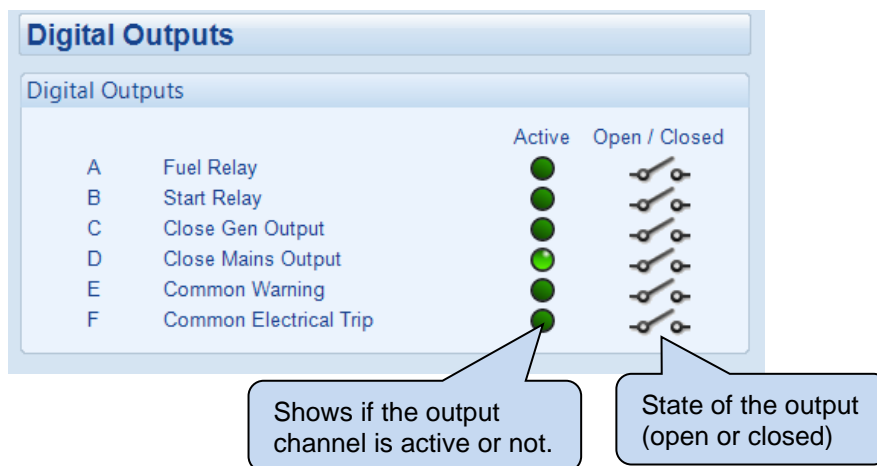 Digital Outputs
Digital Outputs
Active Open / Closed
A Fuel Relay
B Start Relay
C Close Gen Output
D Close Mains Output
E Common Warning
F Common Electrical Trip
Shows if the output
channel is active or not.
State of the output
(open or closed)